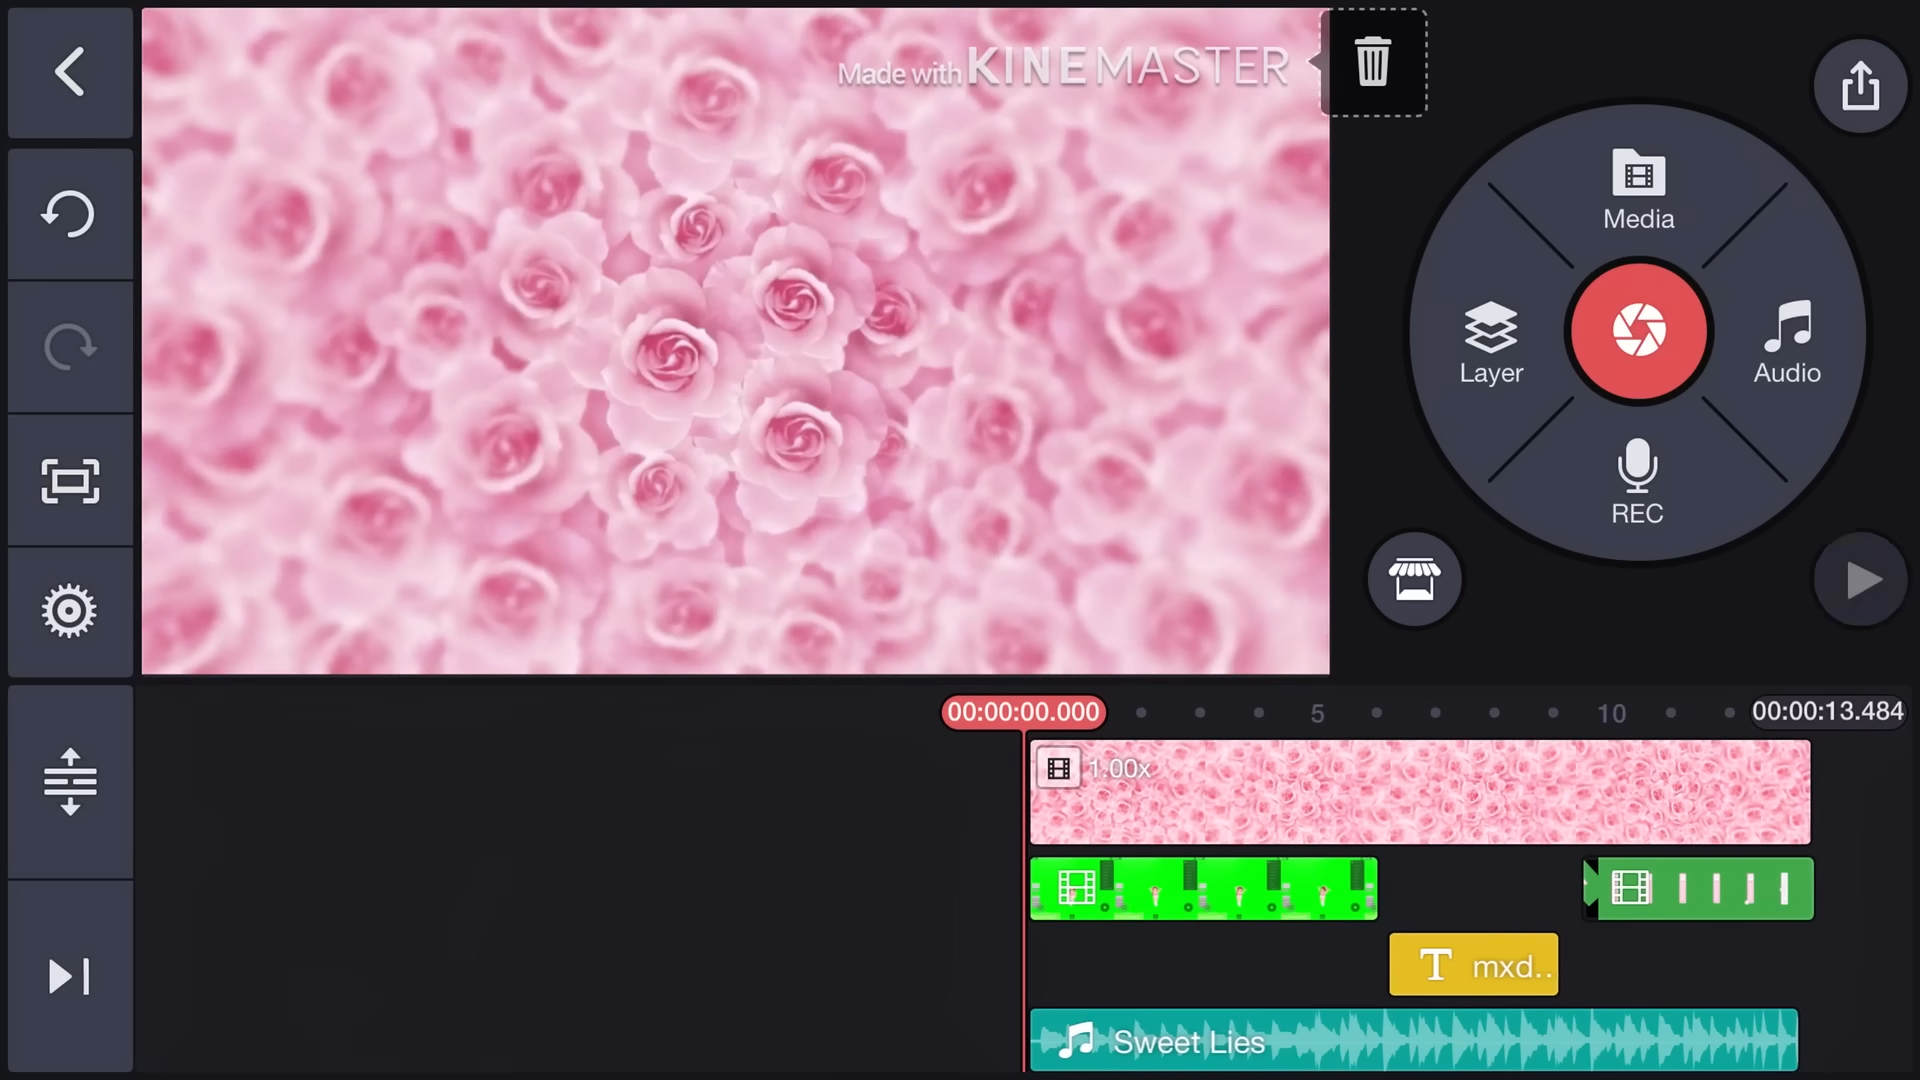 Made with KINEMASTER
Media
Layer
Audio
REC
00:00:00.000
5
10
00:00:13.484
1.00x
T mxd..
Sweet Lies